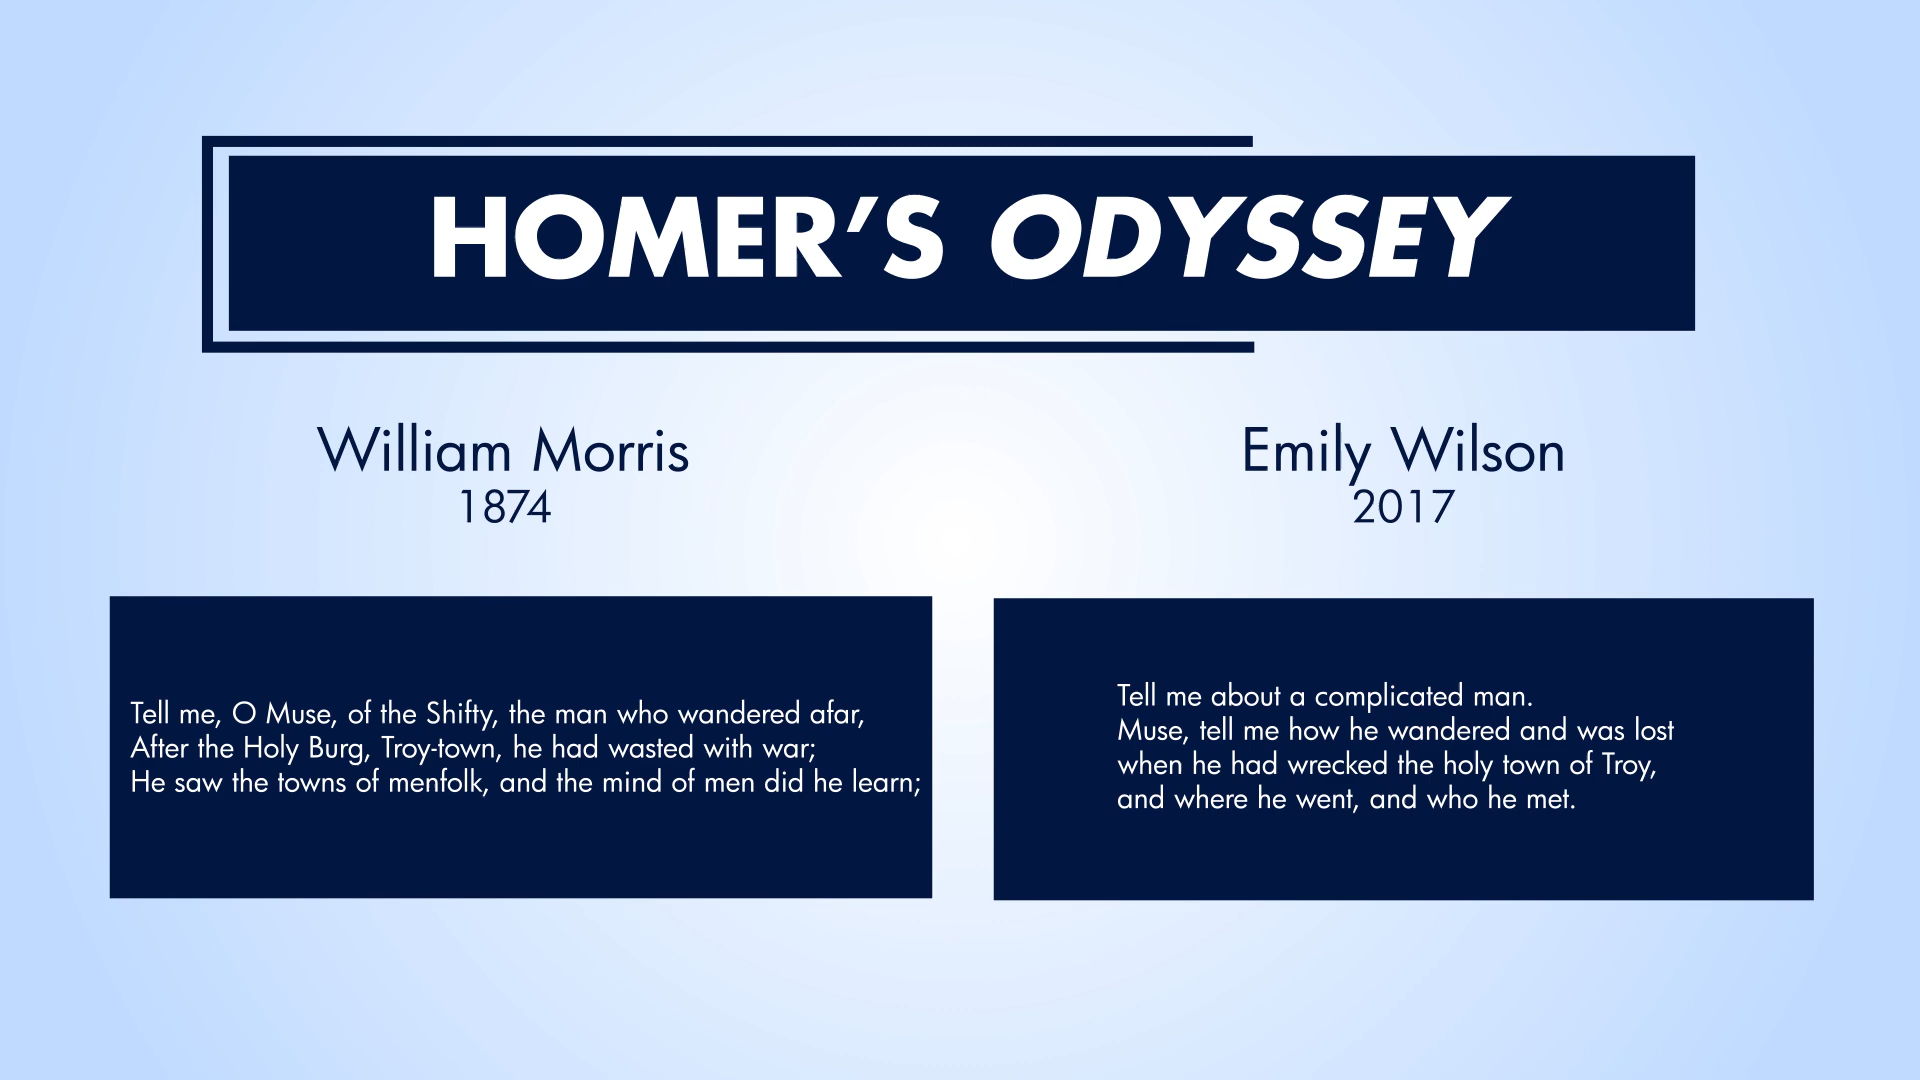 HOMER’S ODYSSEY
William Morris
1874
Tell me, O Muse, of the Shifty, the man who wandered afar,
After the Holy Burg, Troy-town, he had wasted with war;
He saw the towns of menfolk, and the mind of men did he learn;
Emily Wilson
2017
Tell me about a complicated man.
Muse, tell me how he wandered and was lost
when he had wrecked the holy town of Troy,
and where he went, and who he met.